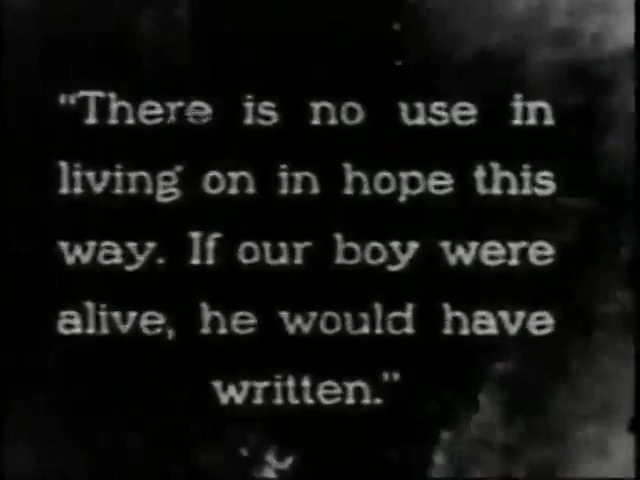 "There is no use in
living on in hope this
way. If our boy were
alive, he would have
written."